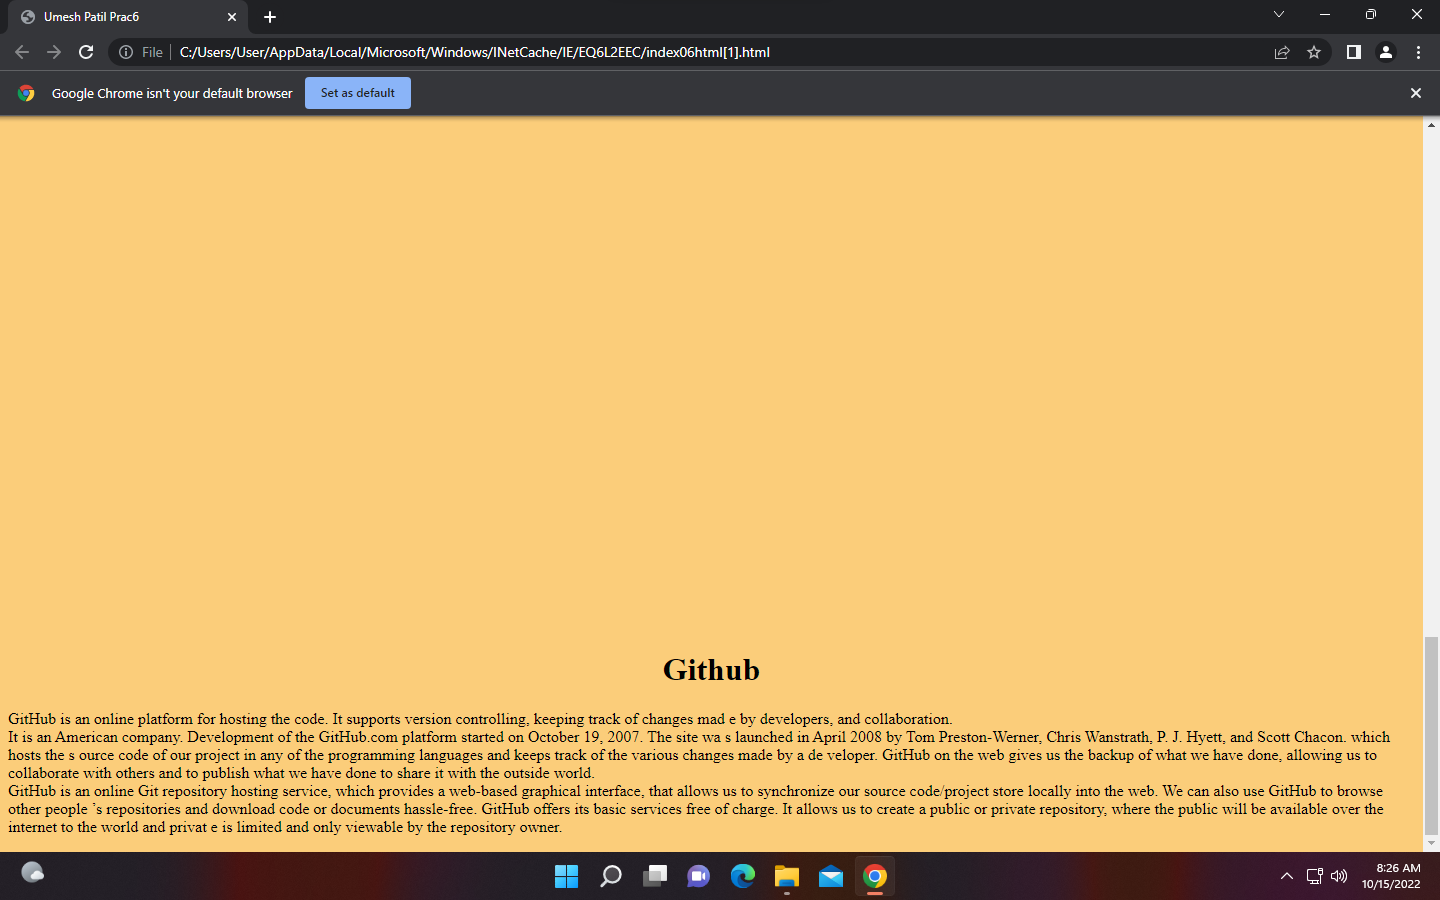 Umesh Patil Prac6
File
C:/Users/User/AppData/Local/Microsoft/Windows/INetCache/IE/EQ6L2EEC/index06html[1].html
Google Chrome isn't your default browser
Set as default
Github
GitHub is an online platform for hosting the code. It supports version controlling, keeping track of changes mad e by developers, and collaboration.
It is an American company. Development of the GitHub.com platform started on October 19, 2007. The site wa s launched in April 2008 by Tom Preston-Werner, Chris Wanstrath, P. J. Hyett, and Scott Chacon. which
hosts the s ource code of our project in any of the programming languages and keeps track of the various changes made by a de veloper. GitHub on the web gives us the backup of what we have done, allowing us to
collaborate with others and to publish what we have done to share it with the outside world.
GitHub is an online Git repository hosting service, which provides a web-based graphical interface, that allows us to synchronize our source code/project store locally into the web. We can also use GitHub to browse
other people ’s repositories and download code or documents hassle-free. GitHub offers its basic services free of charge. It allows us to create a public or private repository, where the public will be available over the
internet to the world and privat e is limited and only viewable by the repository owner.
8:26 AM
10/15/2022